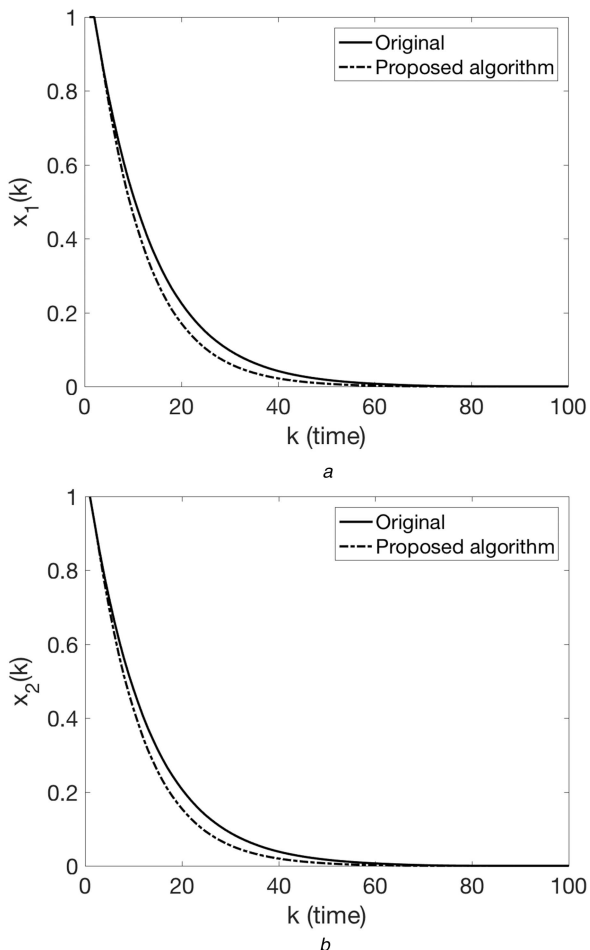 1
Original
Proposed algorithm
0.8
0.6
x₁(k)
0.4
0.2
0
0 20 40 60 80 100
k (time)
a
1
Original
Proposed algorithm
0.8
0.6
x₂(k)
0.4
0.2
0
0 20 40 60 80 100
k (time)
b